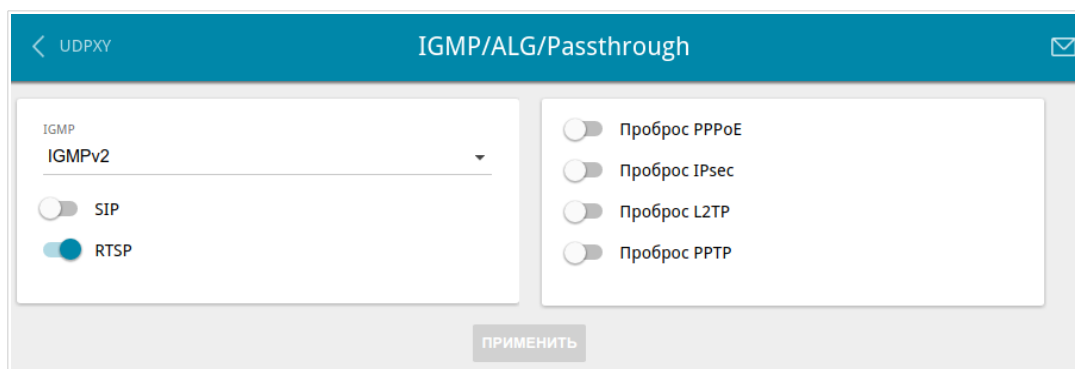 UDPXY
IGMP/ALG/Passthrough
IGMP
IGMPv2
SIP
RTSP
Проброс PPPoE
Проброс IPsec
Проброс L2TP
Проброс PPTP
ПРИМЕНИТЬ